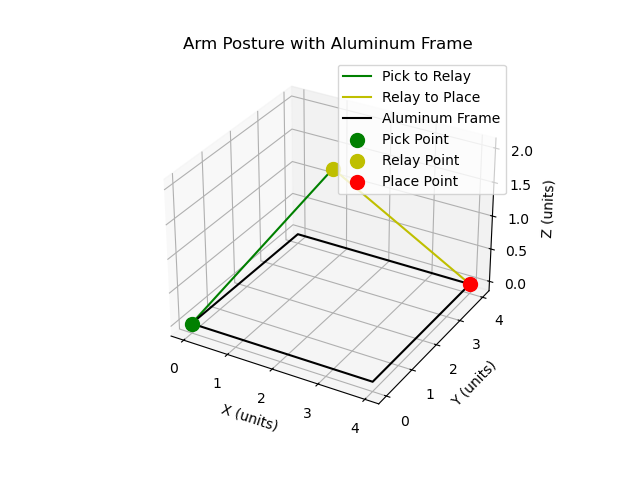 Arm Posture with Aluminum Frame
Pick to Relay
Relay to Place
Aluminum Frame
Pick Point
Relay Point
Place Point
2.0
1.5
1.0
0.5
0.0
Z (units)
0
1
2
3
4
X (units)
0
1
2
3
4
Y (units)